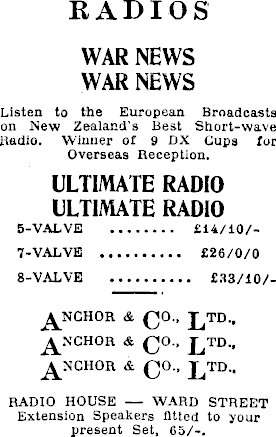 RADIOS
WAR NEWS
WAR NEWS
Listen to the European Broadcasts
on New Zealand's Best Short-wave
Radio. Winner of 9 DX Cups for
Overseas Reception.
ULTIMATE RADIO
ULTIMATE RADIO
5-VALVE ........ £14/10/-
7-VALVE .......... £26/0/0
8-VALVE .......... £33/10/-
ANCHOR & CO., LTD.,
ANCHOR & CO., LTD.,
ANCHOR & CO., LTD.,
RADIO HOUSE — WARD STREET
Extension Speakers fitted to your
present Set, 65/-.